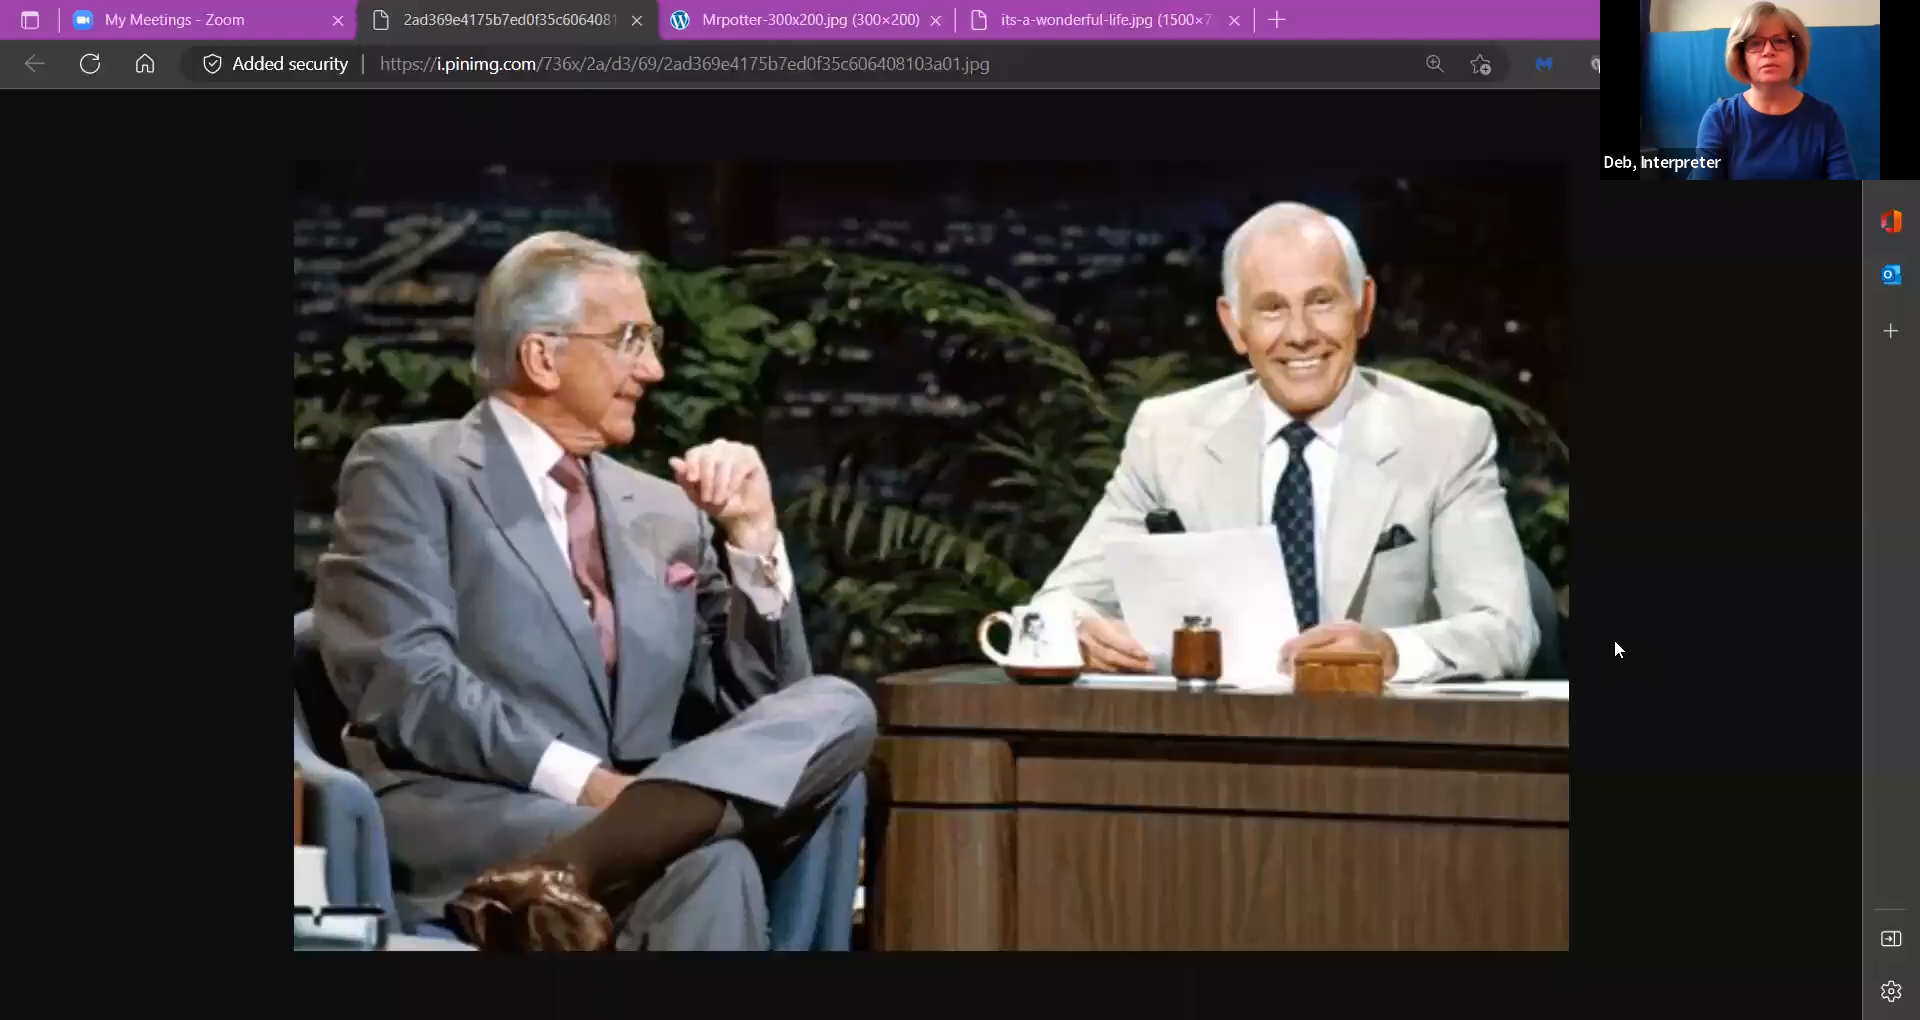 My Meetings - Zoom
2ad369e4175b7ed0f35c6064081
Mrpotter-300x200.jpg (300×200)
its-a-wonderful-life.jpg (1500×7
Added security
https://i.pinimg.com/736x/2a/d3/69/2ad369e4175b7ed0f35c606408103a01.jpg
Deb, Interpreter